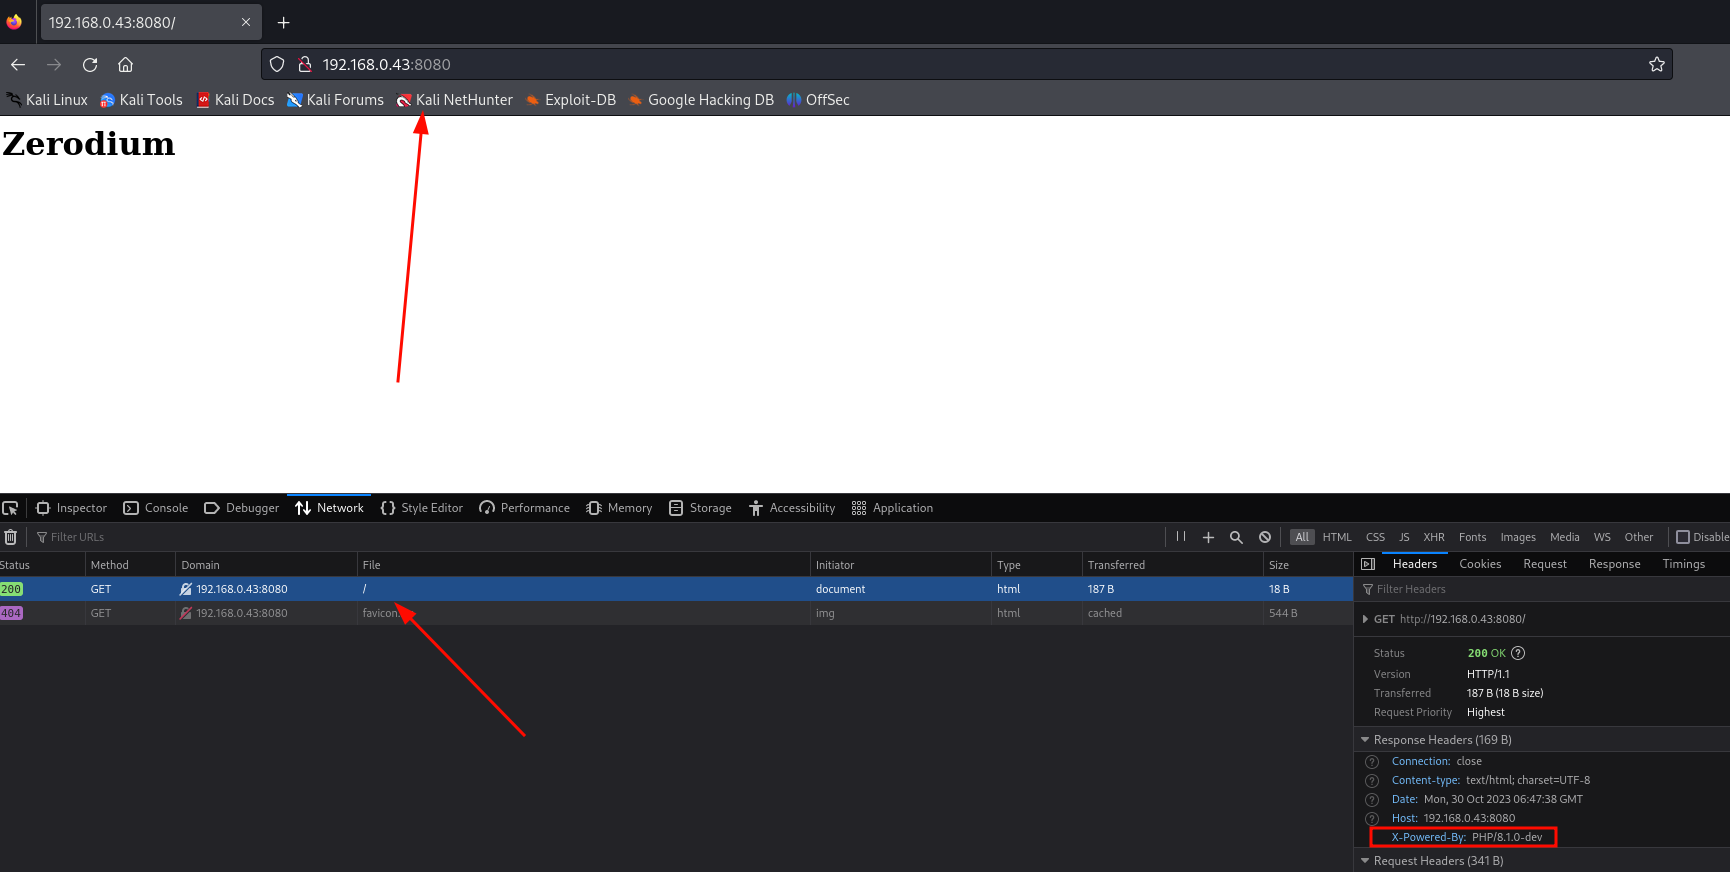 192.168.0.43:8080/
192.168.0.43:8080
Kali Linux Kali Tools Kali Docs Kali Forums Kali NetHunter Exploit-DB Google Hacking DB OffSec
Zerodium
Inspector Console Debugger Network Style Editor Performance Memory Storage Accessibility Application
Filter URLs All HTML CSS JS XHR Fonts Images Media WS Other Disable
Status Method Domain File Initiator Type Transferred Size
200 GET 192.168.0.43:8080 / document html 187 B 18 B
404 GET 192.168.0.43:8080 favicon. img html cached 544 B
Headers Cookies Request Response Timings
Filter Headers
GET http://192.168.0.43:8080/
Status 200 OK
Version HTTP/1.1
Transferred 187 B (18 B size)
Request Priority Highest
Response Headers (169 B)
Connection: close
Content-type: text/html; charset=UTF-8
Date: Mon, 30 Oct 2023 06:47:38 GMT
Host: 192.168.0.43:8080
X-Powered-By: PHP/8.1.0-dev
Request Headers (341 B)